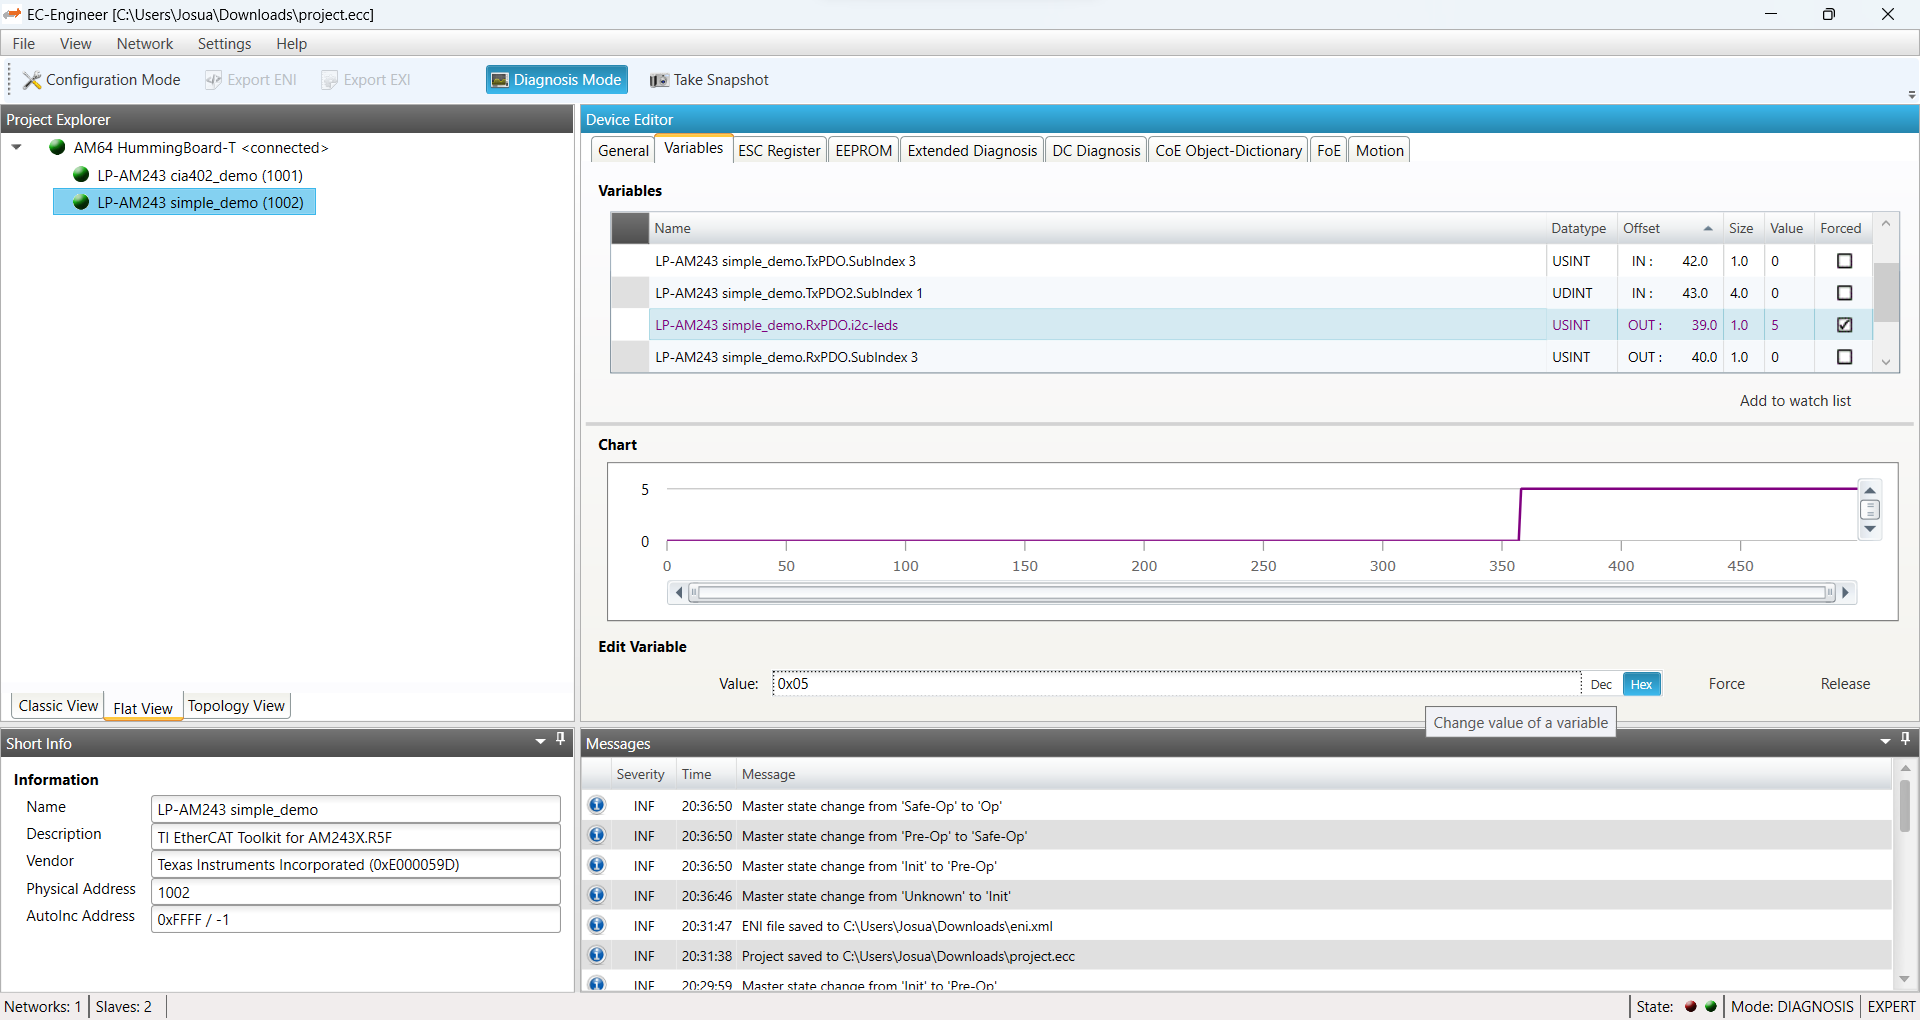 EC-Engineer [C:\Users\Josua\Downloads\project.ecc]
File View Network Settings Help
Configuration Mode Export ENI Export EXI Diagnosis Mode Take Snapshot
Project Explorer
AM64 HummingBoard-T <connected>
LP-AM243 cia402_demo (1001)
LP-AM243 simple_demo (1002)
Classic View Flat View Topology View
Device Editor
General Variables ESC Register EEPROM Extended Diagnosis DC Diagnosis CoE Object-Dictionary FoE Motion
Variables
Name Datatype Offset Size Value Forced
LP-AM243 simple_demo.TxPDO.SubIndex 3 USINT IN : 42.0 1.0 0
LP-AM243 simple_demo.TxPDO2.SubIndex 1 UDINT IN : 43.0 4.0 0
LP-AM243 simple_demo.RxPDO.i2c-leds USINT OUT : 39.0 1.0 5
LP-AM243 simple_demo.RxPDO.SubIndex 3 USINT OUT : 40.0 1.0 0
Add to watch list
Chart
5
0
0 50 100 150 200 250 300 350 400 450
Edit Variable
Value: 0x05 Dec Hex Force Release
Change value of a variable
Short Info
Information
Name LP-AM243 simple_demo
Description TI EtherCAT Toolkit for AM243X.R5F
Vendor Texas Instruments Incorporated (0xE000059D)
Physical Address 1002
AutoInc Address 0xFFFF / -1
Messages
Severity Time Message
INF 20:36:50 Master state change from 'Safe-Op' to 'Op'
INF 20:36:50 Master state change from 'Pre-Op' to 'Safe-Op'
INF 20:36:50 Master state change from 'Init' to 'Pre-Op'
INF 20:36:46 Master state change from 'Unknown' to 'Init'
INF 20:31:47 ENI file saved to C:\Users\Josua\Downloads\eni.xml
INF 20:31:38 Project saved to C:\Users\Josua\Downloads\project.ecc
INF 20:29:59 Master state change from 'Init' to 'Pre-Op'
Networks: 1 Slaves: 2 State: Mode: DIAGNOSIS EXPERT